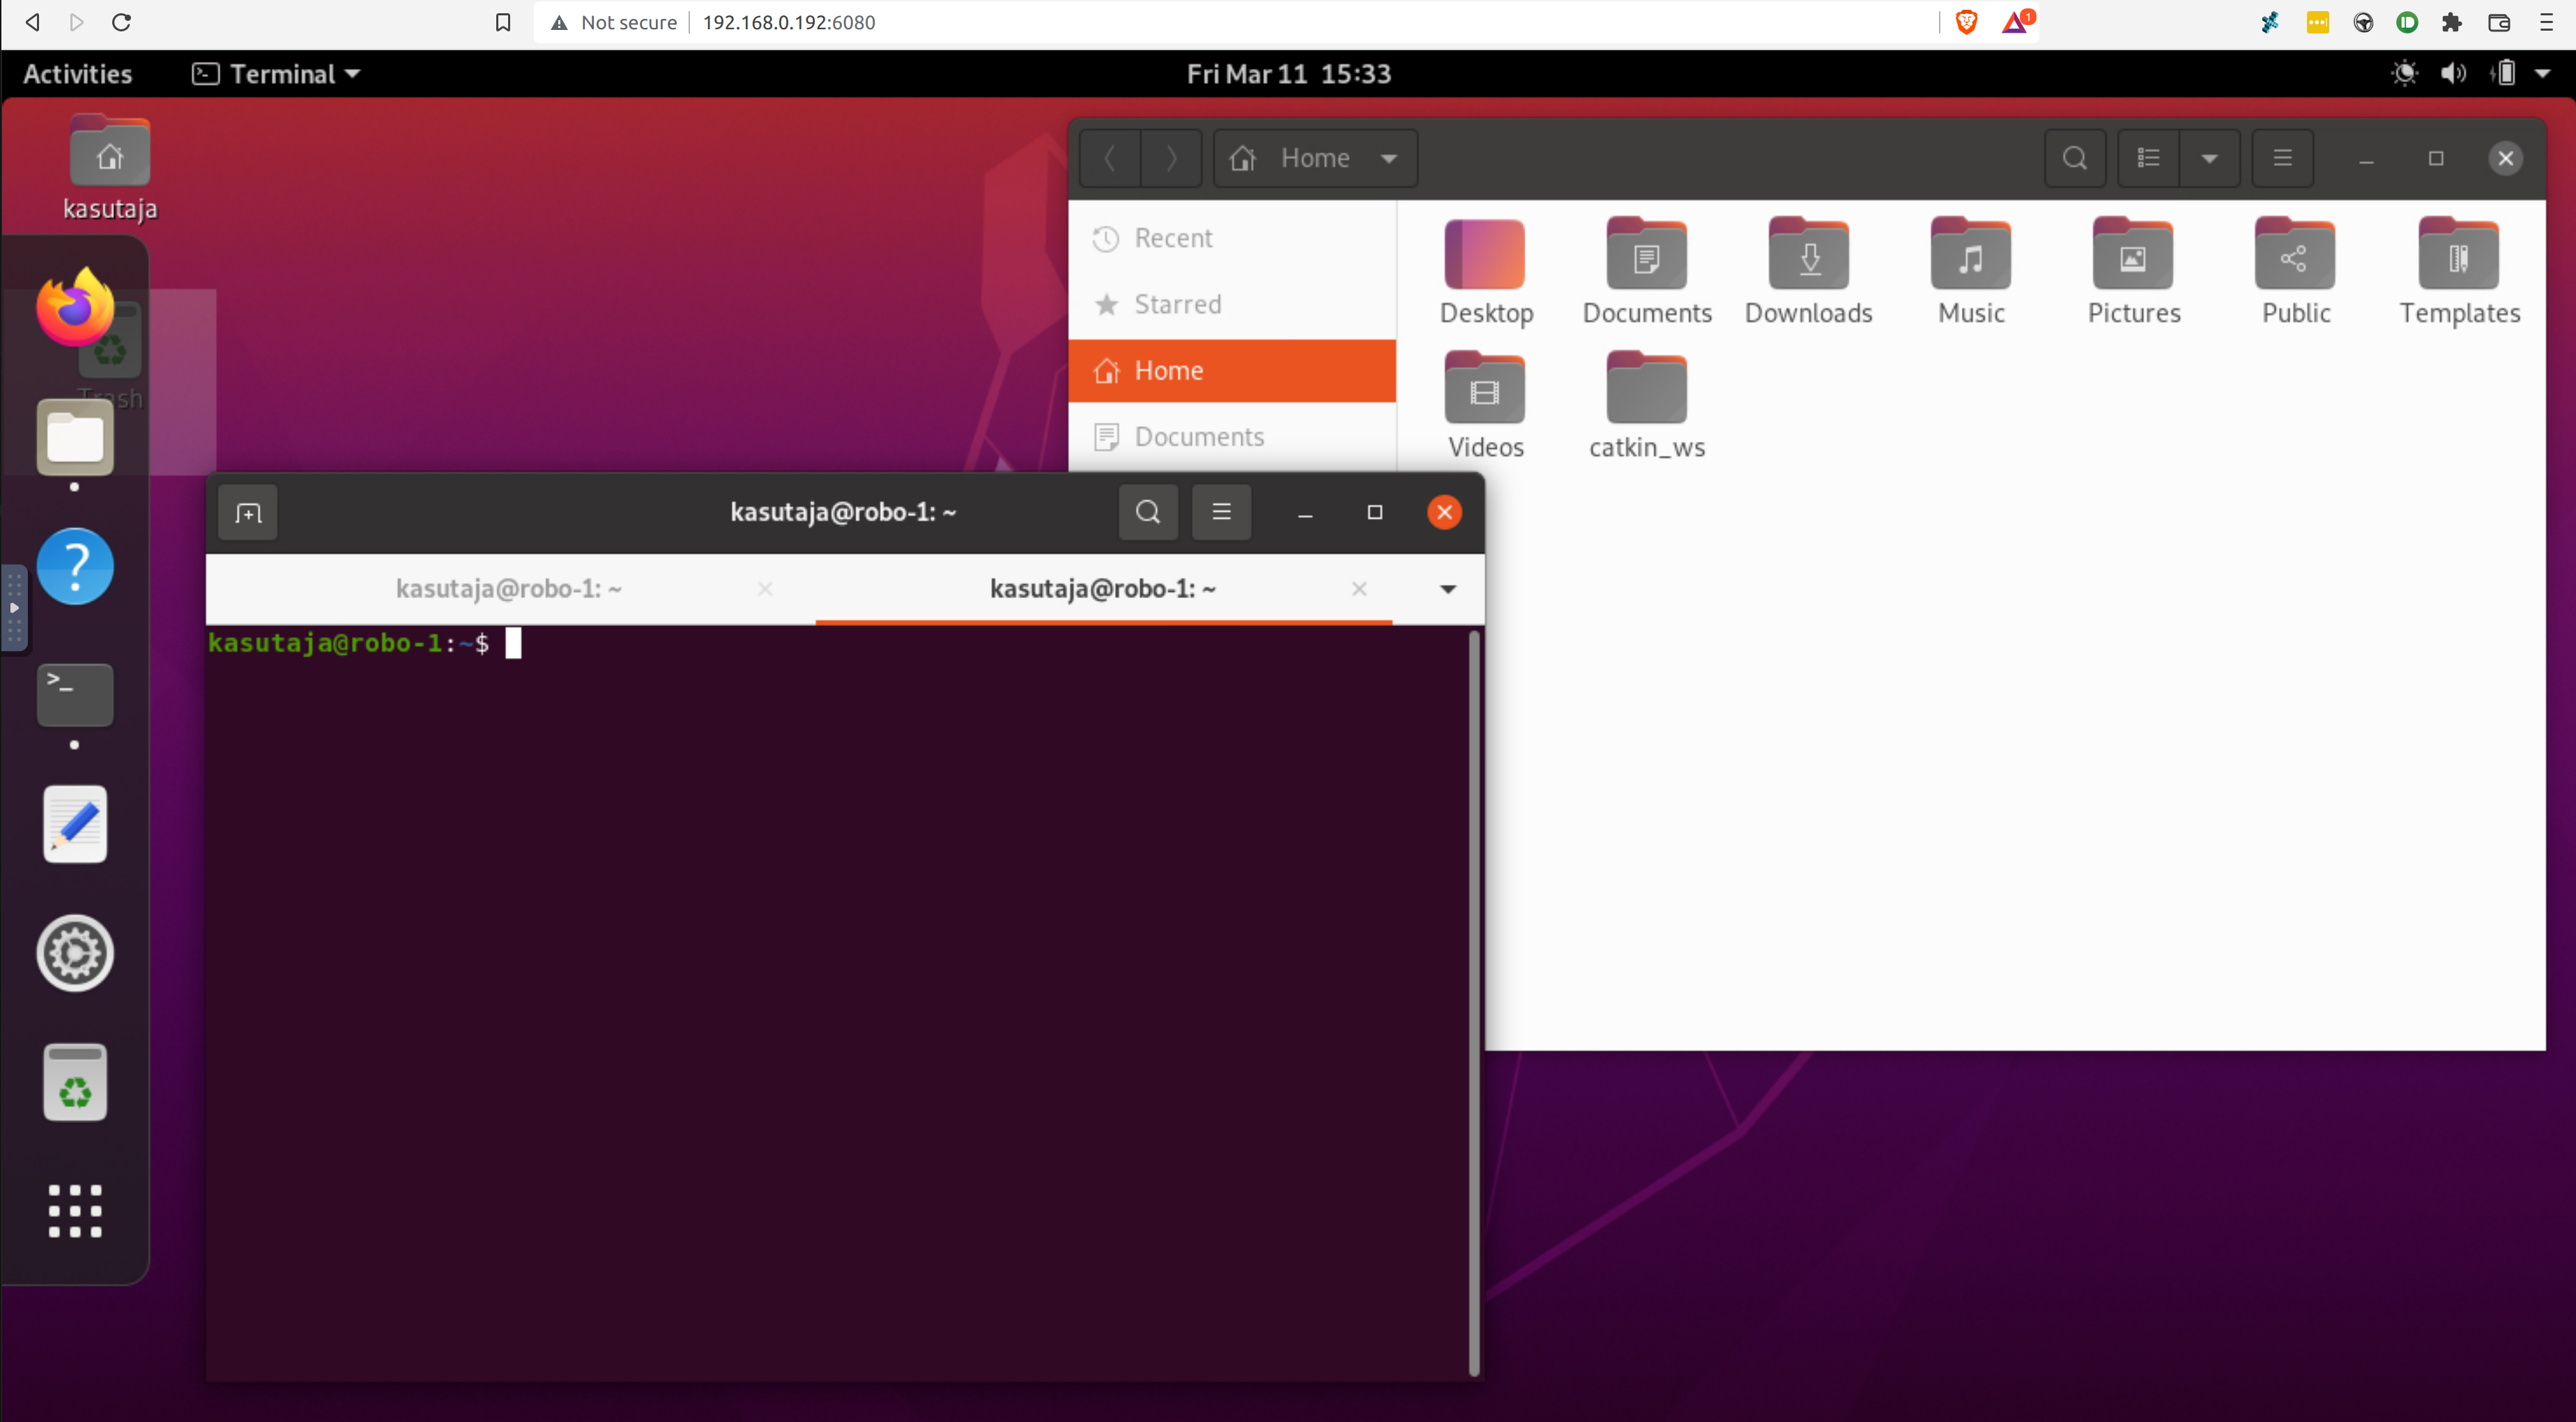 Not secure 192.168.0.192:6080
1
Activities Terminal Fri Mar 11 15:33
kasutaja
Trash
Home
Recent
Starred
Home
Documents
Desktop Documents Downloads Music Pictures Public Templates
Videos catkin_ws
kasutaja@robo-1: ~
kasutaja@robo-1: ~ kasutaja@robo-1: ~
kasutaja@robo-1:~$